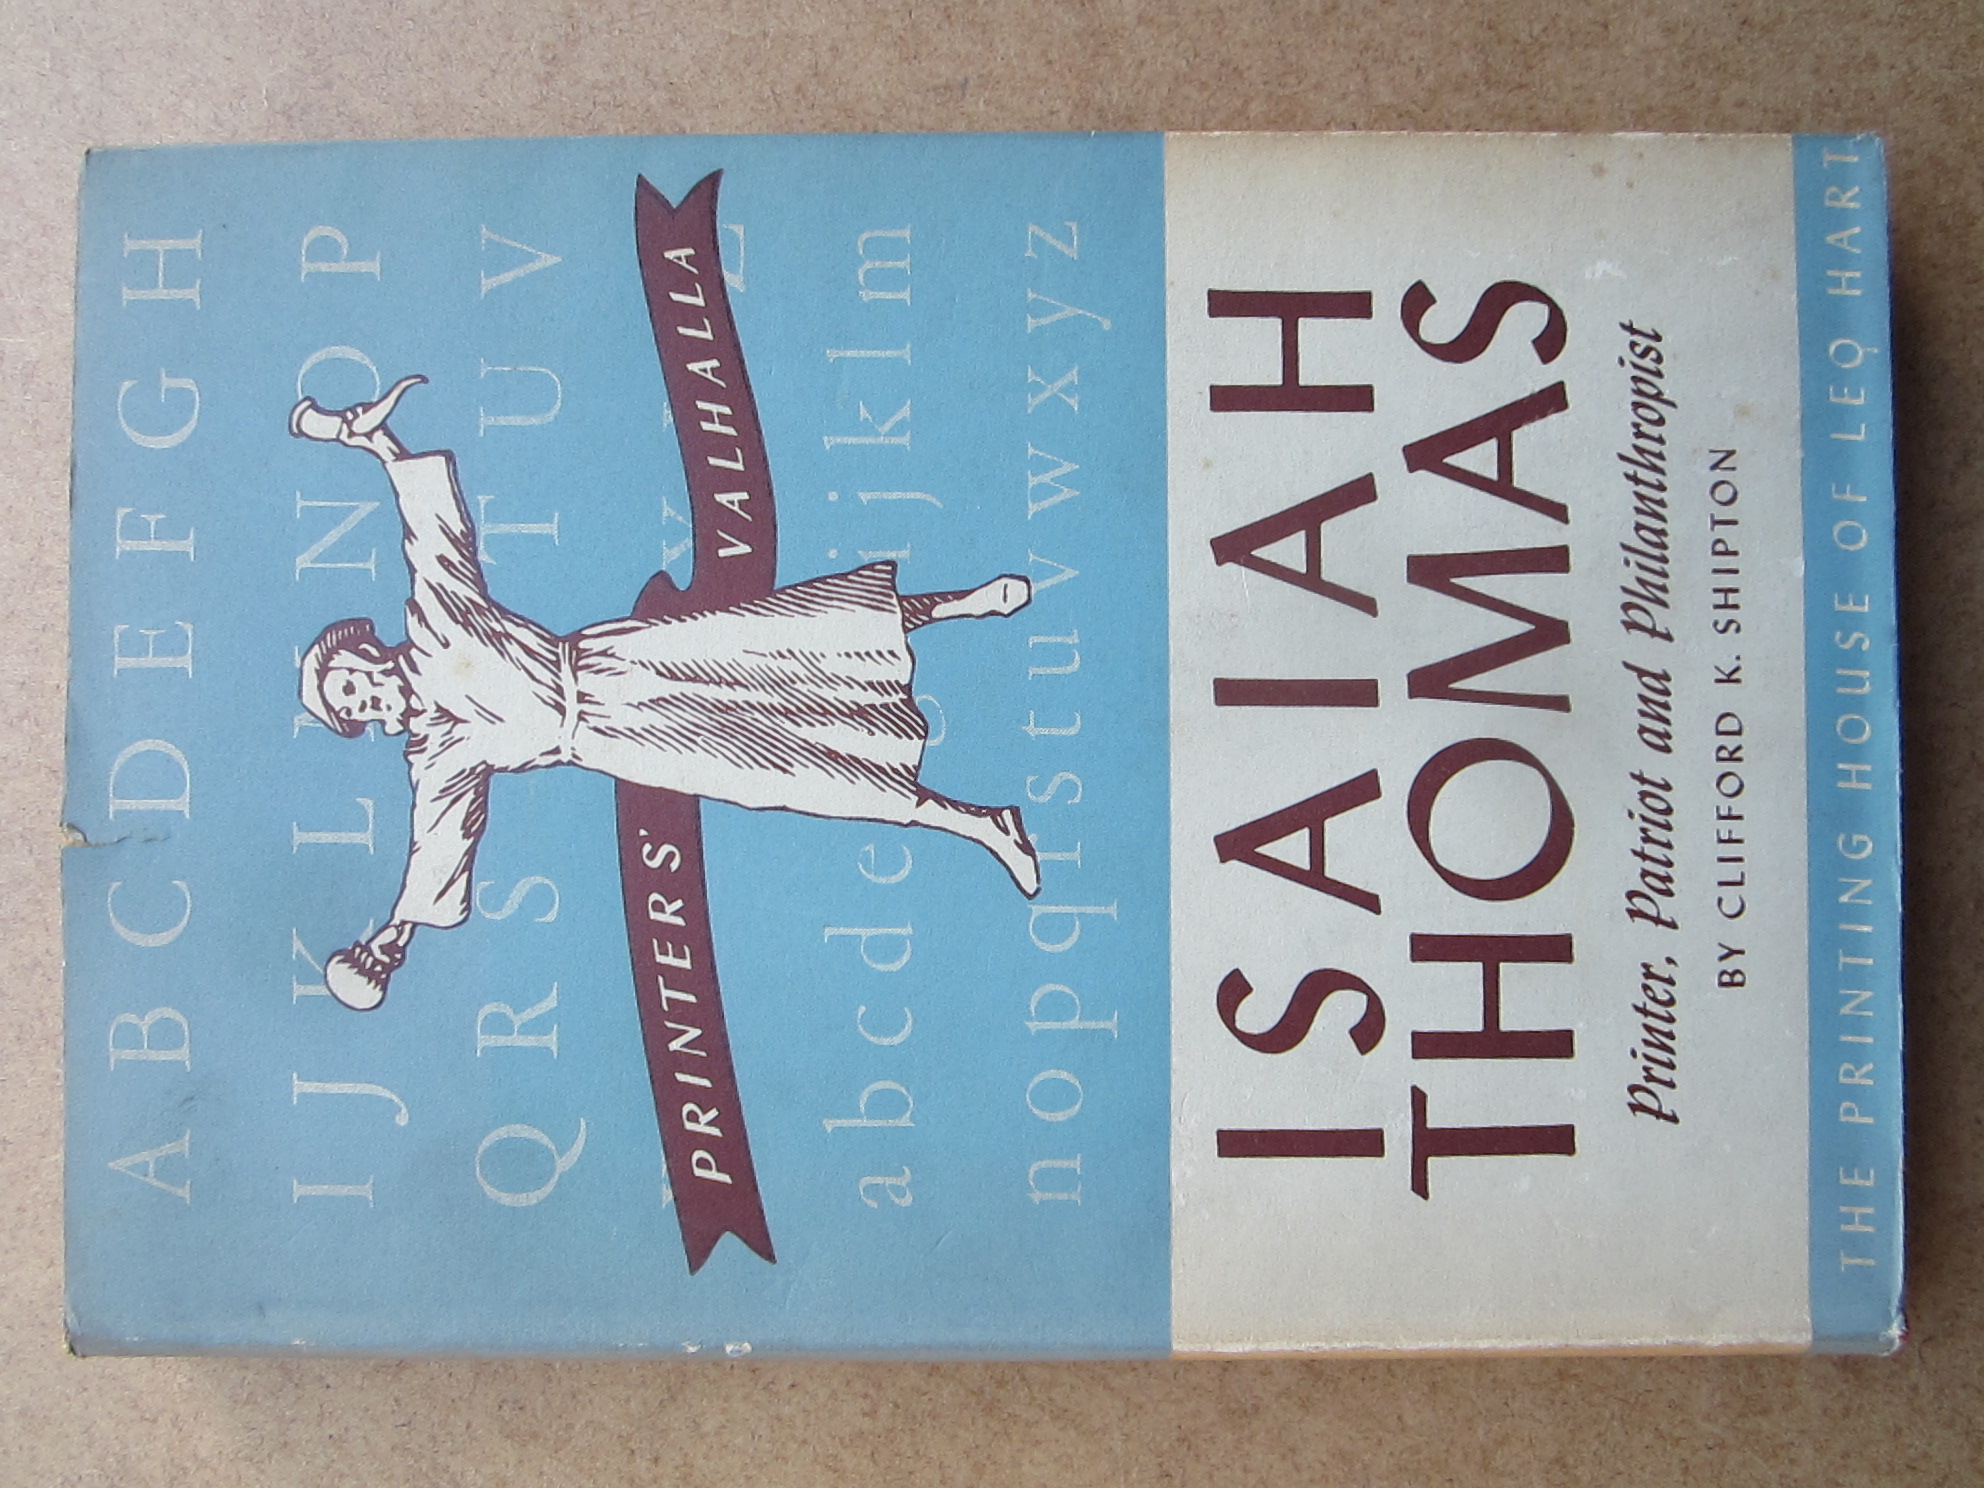 A B C D E F G H
I J K L M N O P
Q R S T U V
X Y Z
PRINTERS' VALHALLA
a b c d e g i j k l m
n o p q r s t u v w x y z
ISAIAH
THOMAS
Printer, Patriot and Philanthropist
BY CLIFFORD K. SHIPTON
THE PRINTING HOUSE OF LEO HART